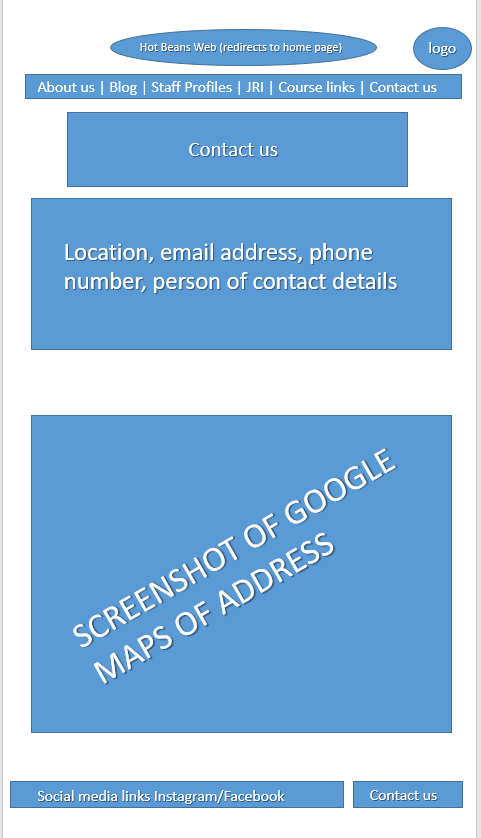 Hot Beans Web (redirects to home page)
logo
About us | Blog | Staff Profiles | JRI | Course links | Contact us
Contact us
Location, email address, phone
number, person of contact details
SCREENSHOT OF GOOGLE
MAPS OF ADDRESS
Social media links Instagram/Facebook
Contact us